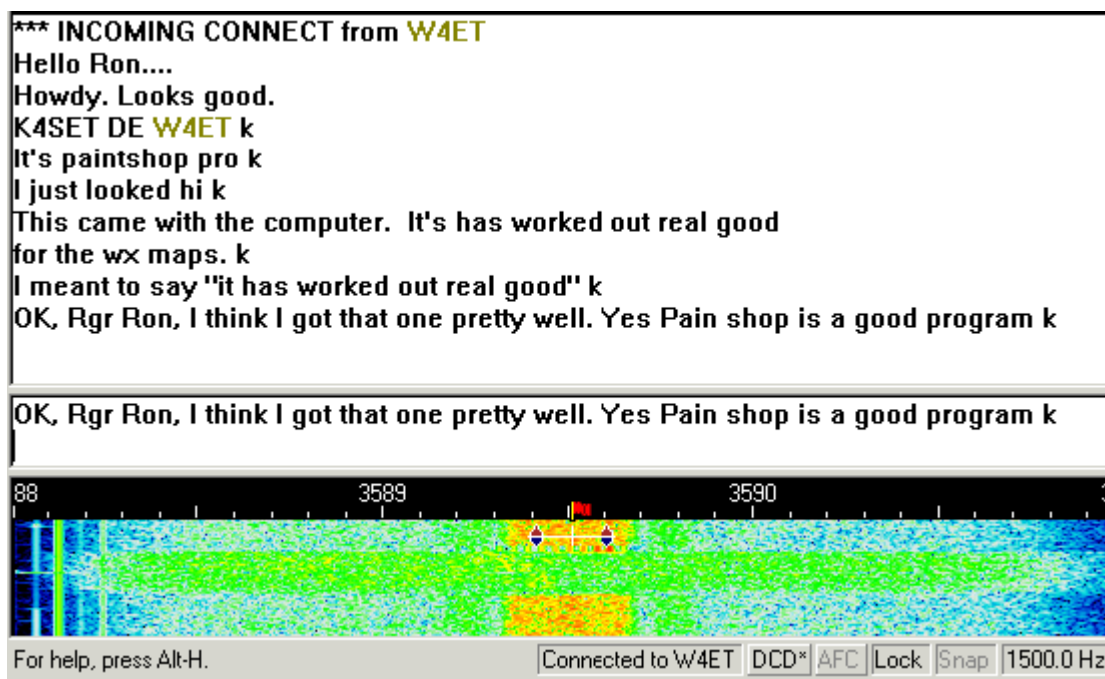 *** INCOMING CONNECT from W4ET
Hello Ron....
Howdy. Looks good.
K4SET DE W4ET k
It's paintshop pro k
I just looked hi k
This came with the computer.  It's has worked out real good
for the wx maps. k
I meant to say "it has worked out real good" k
OK, Rgr Ron, I think I got that one pretty well. Yes Pain shop is a good program k
OK, Rgr Ron, I think I got that one pretty well. Yes Pain shop is a good program k
88 3589 3590
For help, press Alt-H. Connected to W4ET DCD* AFC Lock Snap 1500.0 Hz